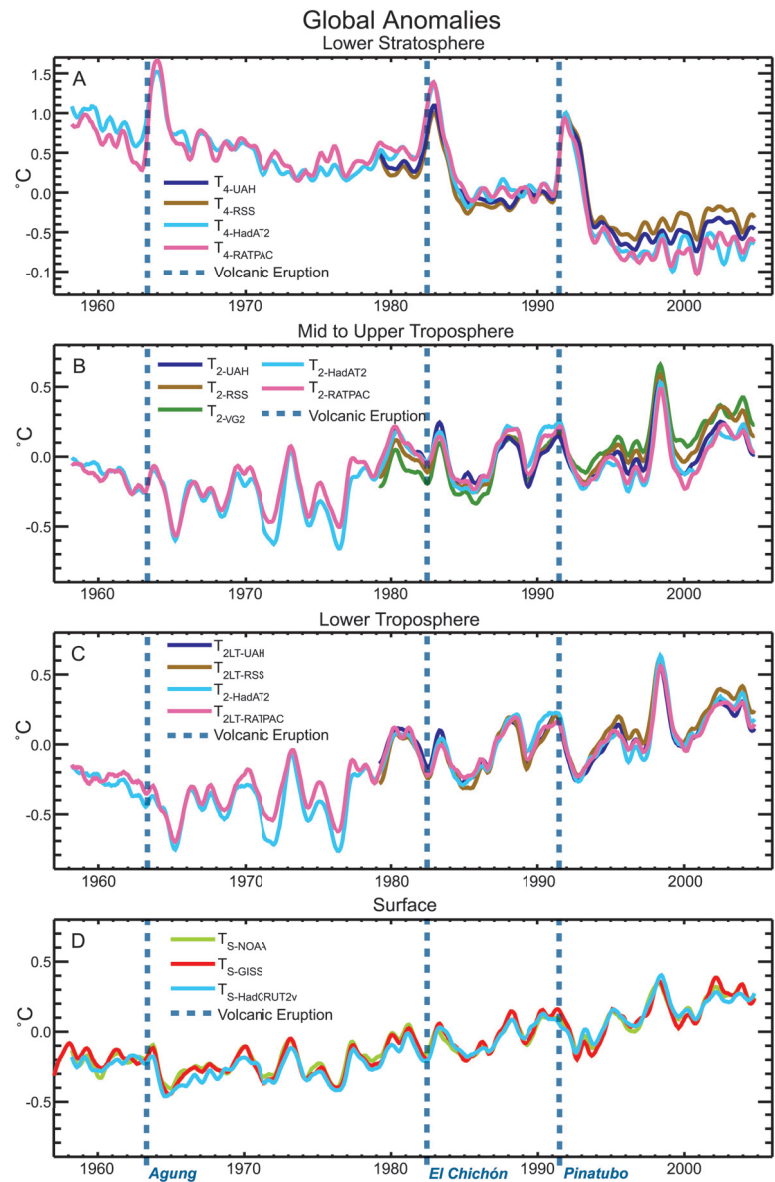 Global Anomalies
Lower Stratosphere
A
°C
1.5
1.0
0.5
0.0
-0.5
-0.1
T4-UAH
T4-RSS
T4-HadAT2
T4-RATPAC
Volcanic Eruption
1960 1970 1980 1990 2000
Mid to Upper Troposphere
B
°C
0.5
0.0
-0.5
T2-UAH T2-HadAT2
T2-RSS T2-RATPAC
T2-VG2 Volcanic Eruption
1960 1970 1980 1990 2000
Lower Troposphere
C
°C
0.5
0.0
-0.5
T2LT-UAH
T2LT-RSS
T2-HadAT2
T2LT-RATPAC
Volcanic Eruption
1960 1970 1980 1990 2000
Surface
D
°C
0.5
0.0
-0.5
TS-NOAA
TS-GISS
TS-HadCRUT2v
Volcanic Eruption
1960 1970 1980 1990 2000
Agung El Chichón Pinatubo